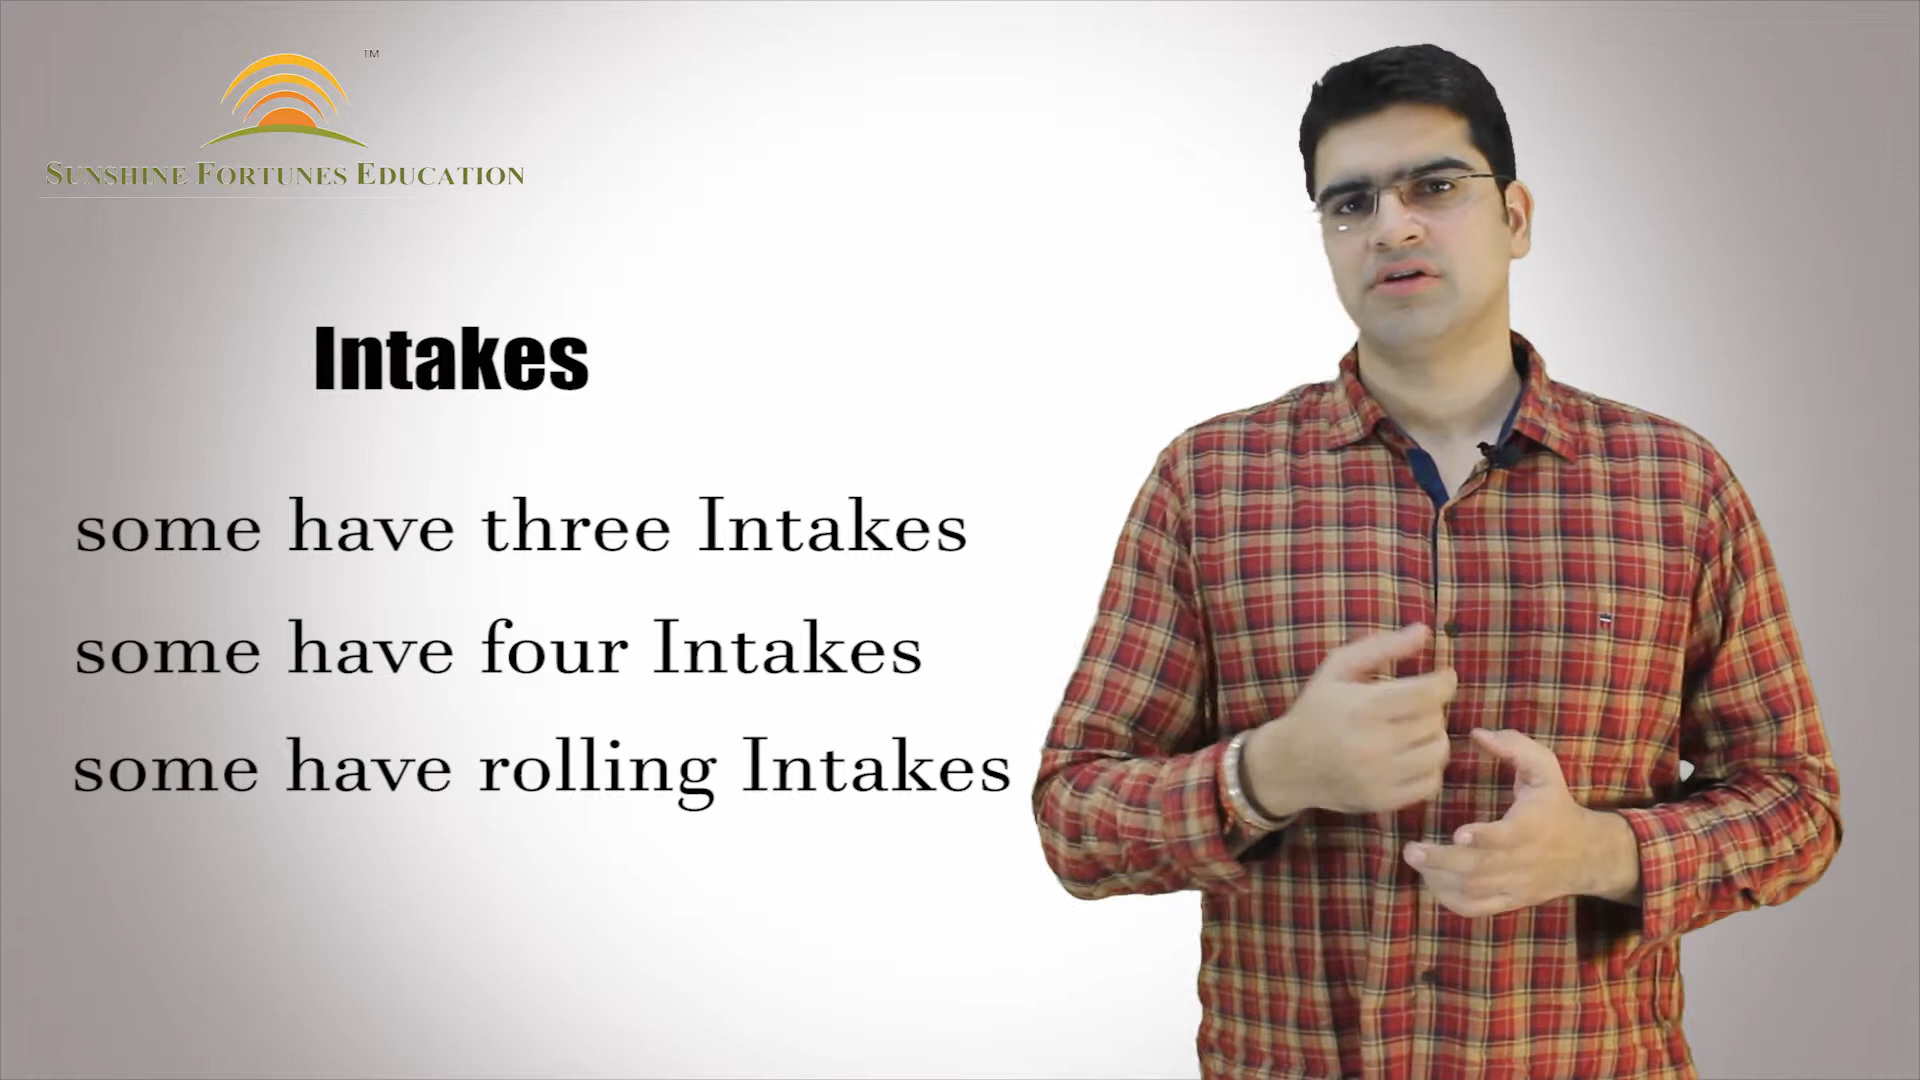 TM
SUNSHINE FORTUNES EDUCATION
Intakes
some have three Intakes
some have four Intakes
some have rolling Intakes